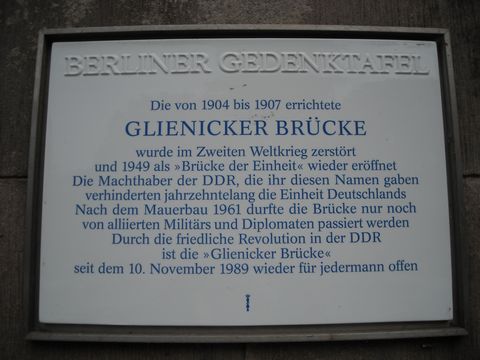 BERLINER GEDENKTAFEL
Die von 1904 bis 1907 errichtete
GLIENICKER BRÜCKE
wurde im Zweiten Weltkrieg zerstört
und 1949 als »Brücke der Einheit« wieder eröffnet
Die Machthaber der DDR, die ihr diesen Namen gaben
verhinderten jahrzehntelang die Einheit Deutschlands
Nach dem Mauerbau 1961 durfte die Brücke nur noch
von alliierten Militärs und Diplomaten passiert werden
Durch die friedliche Revolution in der DDR
ist die »Glienicker Brücke«
seit dem 10. November 1989 wieder für jedermann offen